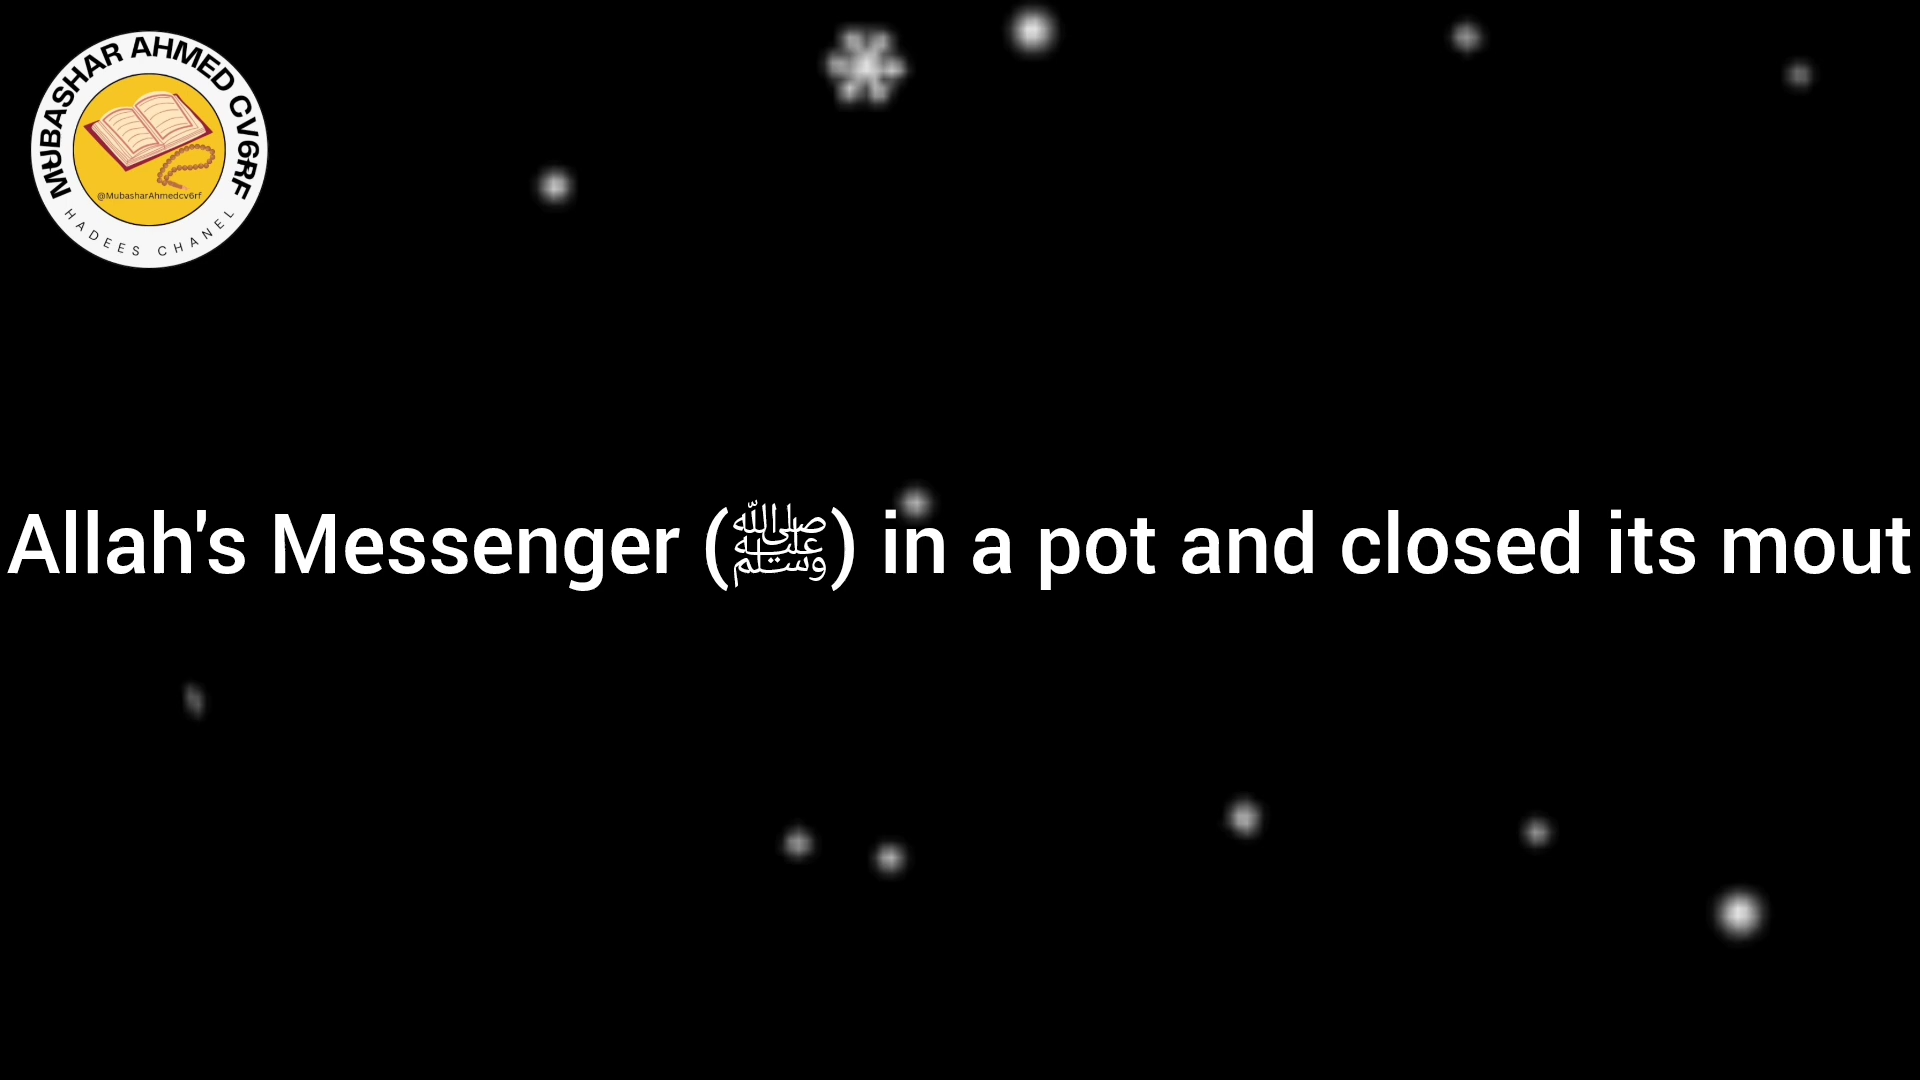 MUBASHAR AHMED CV6RF
@MubasharAhmedcv6rf
HADEES CHANEL
Allah's Messenger (ﷺ) in a pot and closed its mout